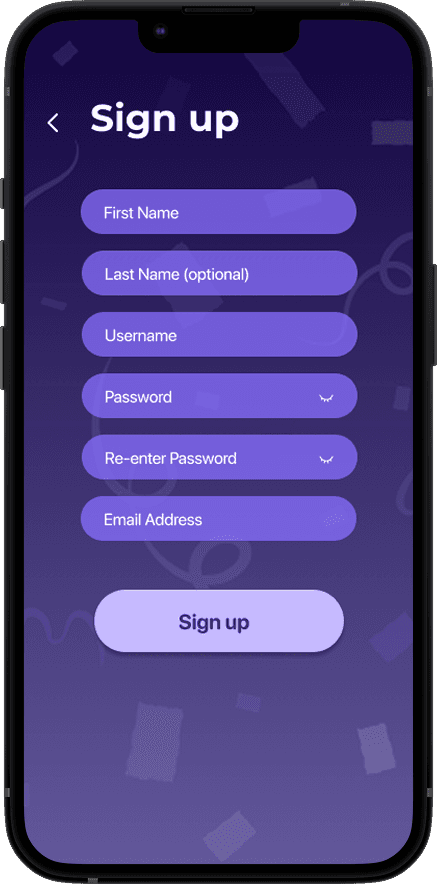 Sign up
First Name
Last Name (optional)
Username
Password
Re-enter Password
Email Address
Sign up